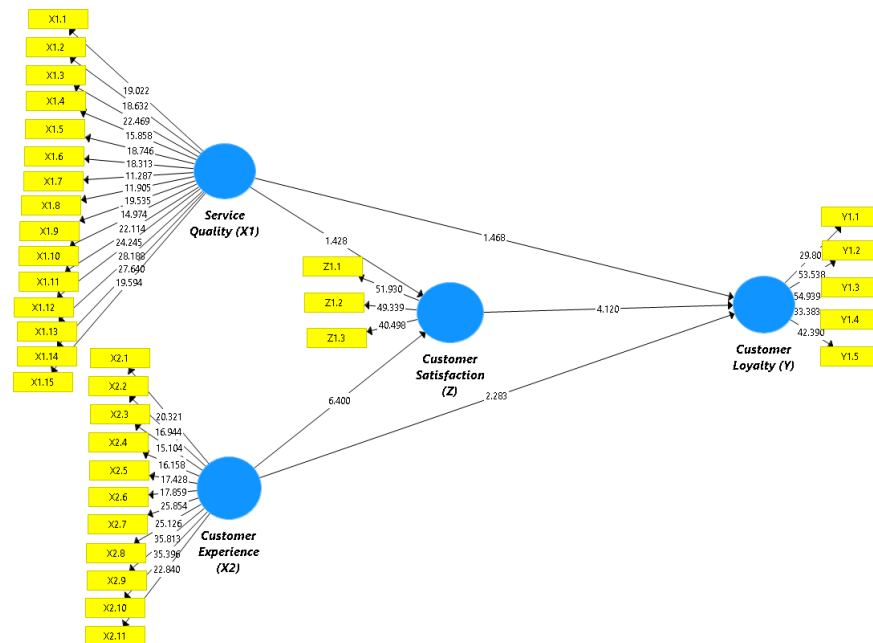 X1.1
X1.2
X1.3
X1.4
X1.5
X1.6
X1.7
X1.8
X1.9
X1.10
X1.11
X1.12
X1.13
X1.14
X1.15
19.022
18.632
22.469
15.858
18.746
18.313
11.287
11.905
19.535
14.974
22.114
24.245
28.188
27.640
19.594
Service
Quality (X1)
1.428
1.468
Z1.1
Z1.2
Z1.3
51.930
49.339
40.498
Customer
Satisfaction
(Z)
4.120
6.400
2.283
Y1.1
Y1.2
Y1.3
Y1.4
Y1.5
29.80
53.538
54.939
33.383
42.390
Customer
Loyalty (Y)
X2.1
X2.2
X2.3
X2.4
X2.5
X2.6
X2.7
X2.8
X2.9
X2.10
X2.11
20.321
16.944
15.104
16.158
17.428
17.859
25.854
25.126
35.813
35.396
22.840
Customer
Experience
(X2)